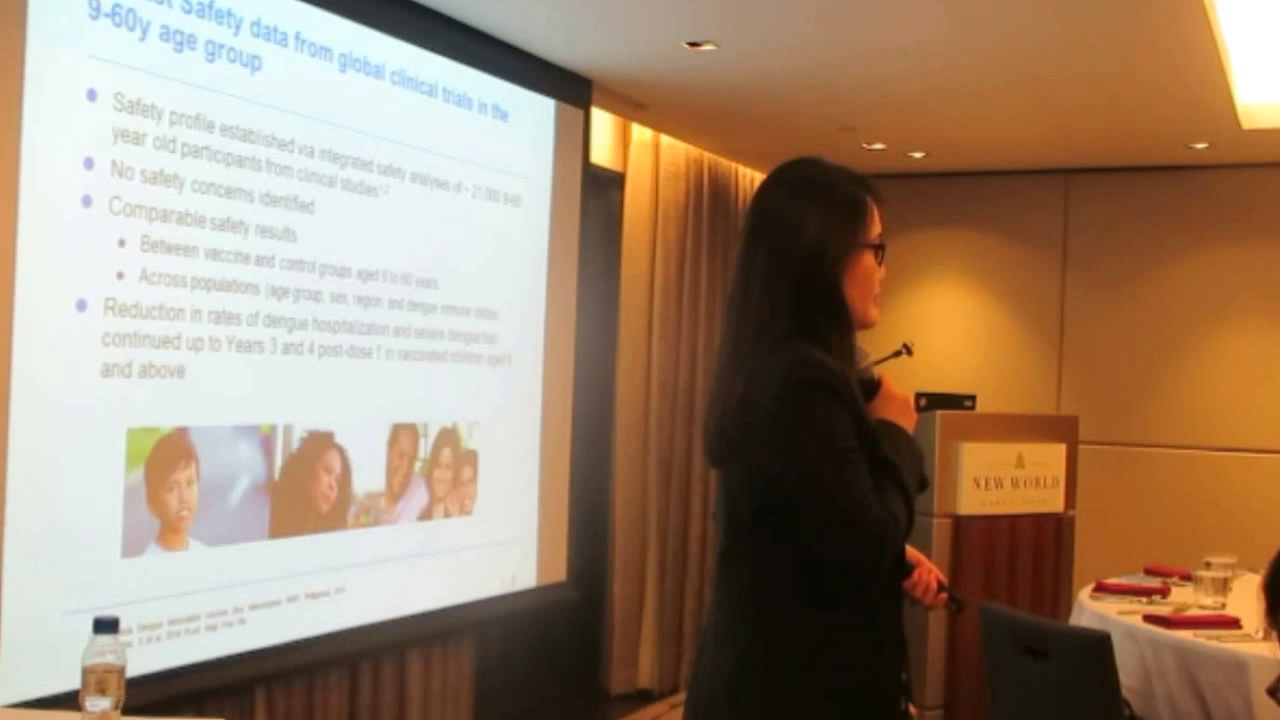 Safety data from global clinical trials in the
9-60y age group
Safety profile established via integrated safety analyses of ~ 21,000 9-60
year old participants from clinical studies
No safety concerns identified
Comparable safety results
Between vaccine and control groups aged 9 to 60 years
Across populations (age group, sex, region, and dengue immune status)
Reduction in rates of dengue hospitalization and severe dengue
continued up to Years 3 and 4 post-dose 1 in vaccinated children aged 9
and above
NEW WORLD